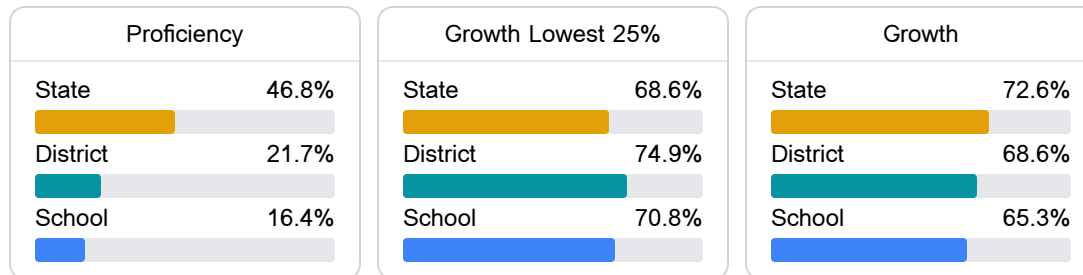 Proficiency
State 46.8%
District 21.7%
School 16.4%
Growth Lowest 25%
State 68.6%
District 74.9%
School 70.8%
Growth
State 72.6%
District 68.6%
School 65.3%